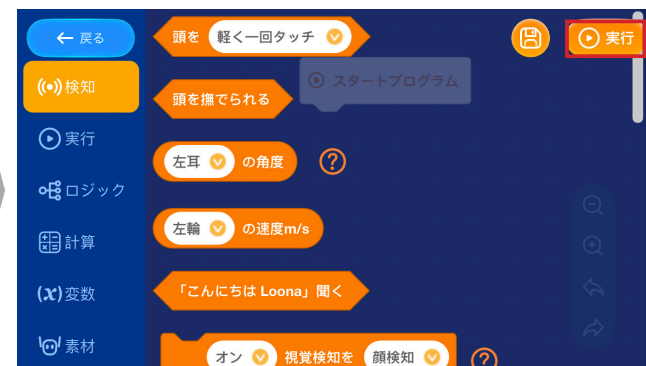 戻る
頭を 軽く一回タッチ
実行
((•))検知
スタートプログラム
頭を撫でられる
実行
左耳 の角度 ?
ロジック
左輪 の速度m/s
計算
「こんにちは Loona」聞く
(x)変数
素材
オン 視覚検知を 顔検知 ?